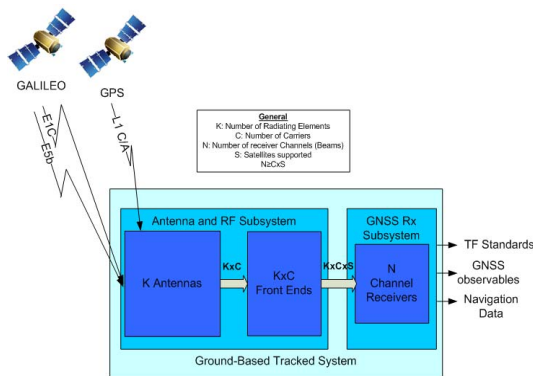 GALILEO
GPS
E1C
E5b
L1 C/A
General
K: Number of Radiating Elements
C: Number of Carriers
N: Number of receiver Channels (Beams)
S: Satellites supported
N≥CxS
Antenna and RF Subsystem
GNSS Rx
Subsystem
K Antennas
KxC
KxC
Front Ends
KxCxS
N
Channel
Receivers
TF Standards
GNSS
observables
Navigation
Data
Ground-Based Tracked System